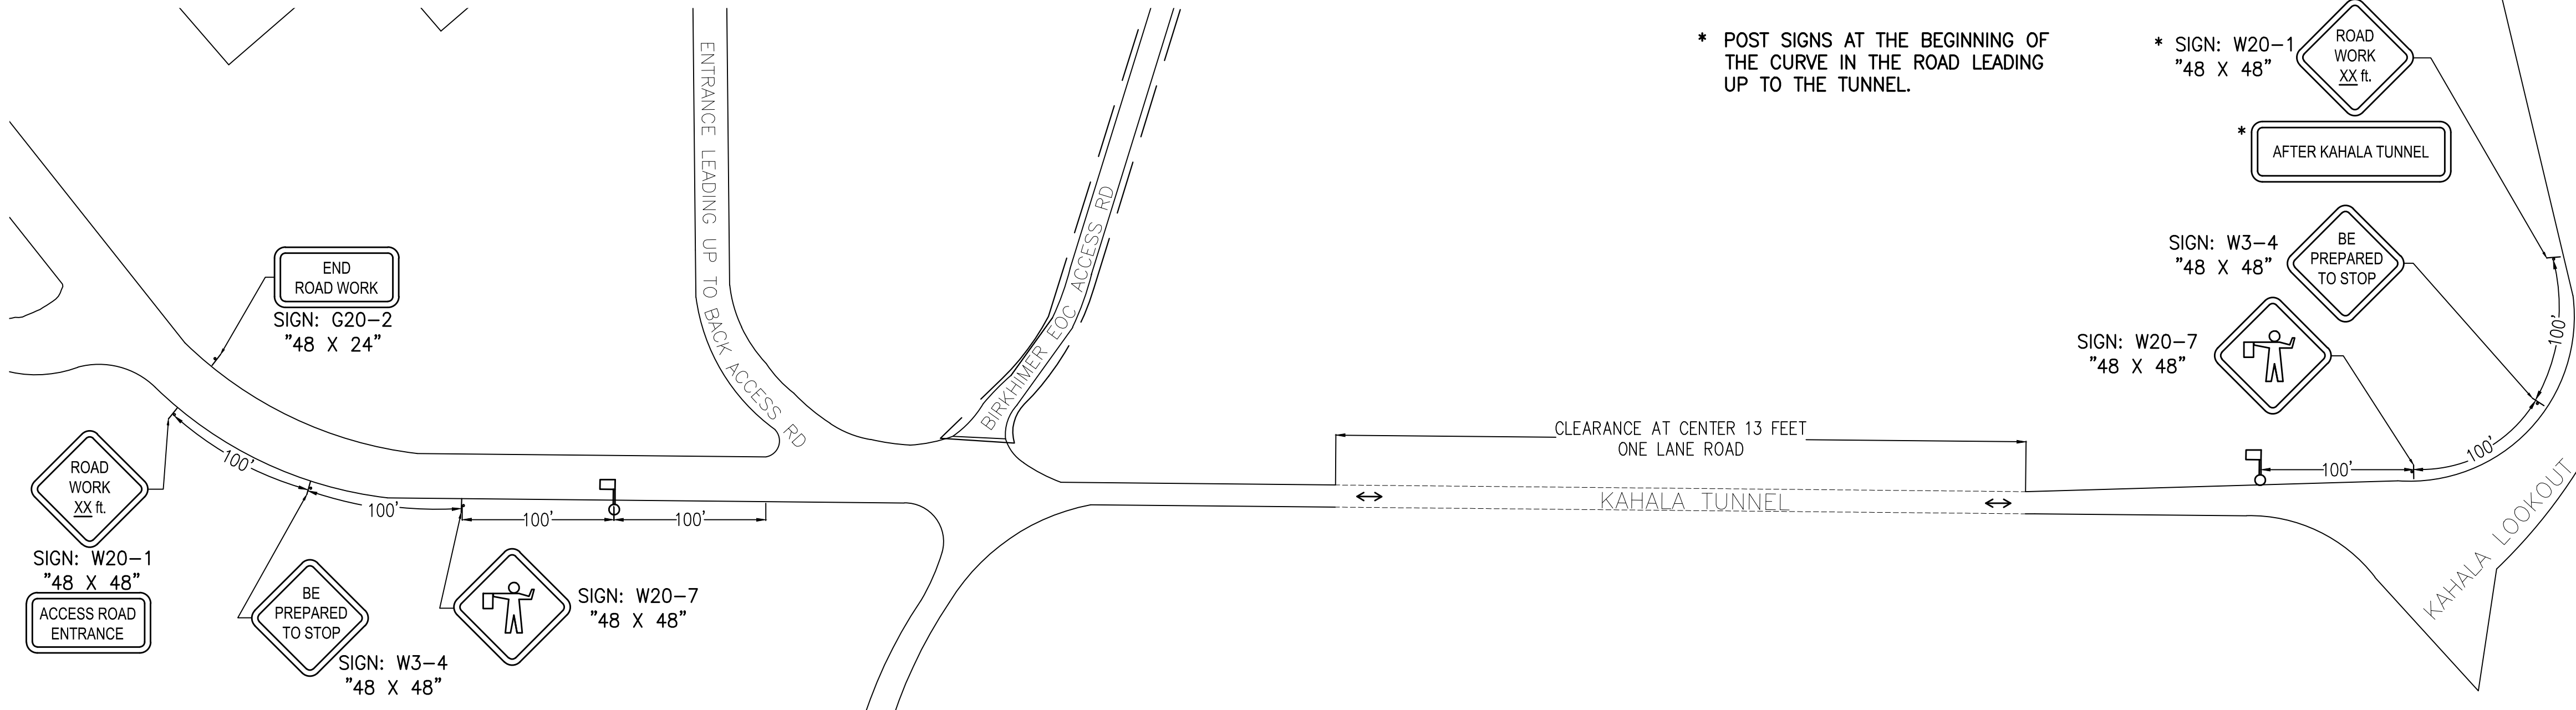 * POST SIGNS AT THE BEGINNING OF
THE CURVE IN THE ROAD LEADING
UP TO THE TUNNEL.
* SIGN: W20-1
"48 X 48"
ROAD
WORK
XX ft.
*
AFTER KAHALA TUNNEL
SIGN: W3-4
"48 X 48"
BE
PREPARED
TO STOP
SIGN: W20-7
"48 X 48"
100'
100'
100'
KAHALA LOOKOUT
ENTRANCE LEADING UP TO BACK ACCESS RD
BIRKHIMER EOC ACCESS RD
CLEARANCE AT CENTER 13 FEET
ONE LANE ROAD
KAHALA TUNNEL
END
ROAD WORK
SIGN: G20-2
"48 X 24"
100'
100'
100'
100'
ROAD
WORK
XX ft.
SIGN: W20-1
"48 X 48"
ACCESS ROAD
ENTRANCE
BE
PREPARED
TO STOP
SIGN: W3-4
"48 X 48"
SIGN: W20-7
"48 X 48"